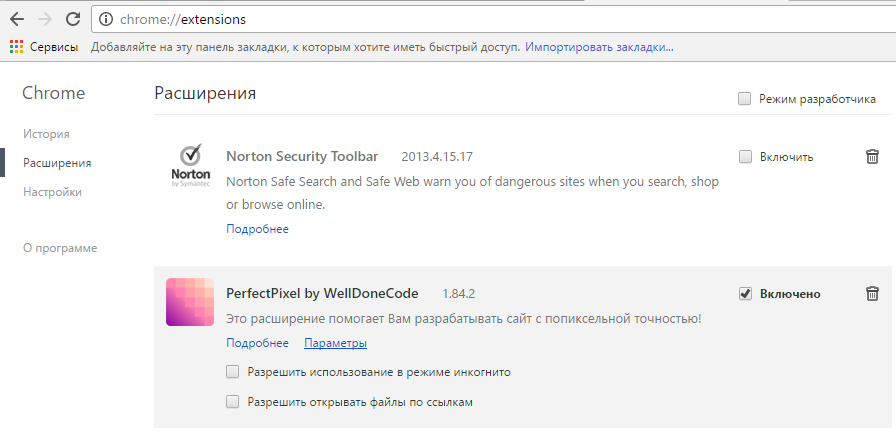 chrome://extensions
Сервисы Добавляйте на эту панель закладки, к которым хотите иметь быстрый доступ. Импортировать закладки...
Chrome
История
Расширения
Настройки
О программе
Расширения
Режим разработчика
Norton
by Symantec
Norton Security Toolbar 2013.4.15.17
Включить
Norton Safe Search and Safe Web warn you of dangerous sites when you search, shop
or browse online.
Подробнее
PerfectPixel by WellDoneCode 1.84.2
Включено
Это расширение помогает Вам разрабатывать сайт с попиксельной точностью!
Подробнее Параметры
Разрешить использование в режиме инкогнито
Разрешить открывать файлы по ссылкам